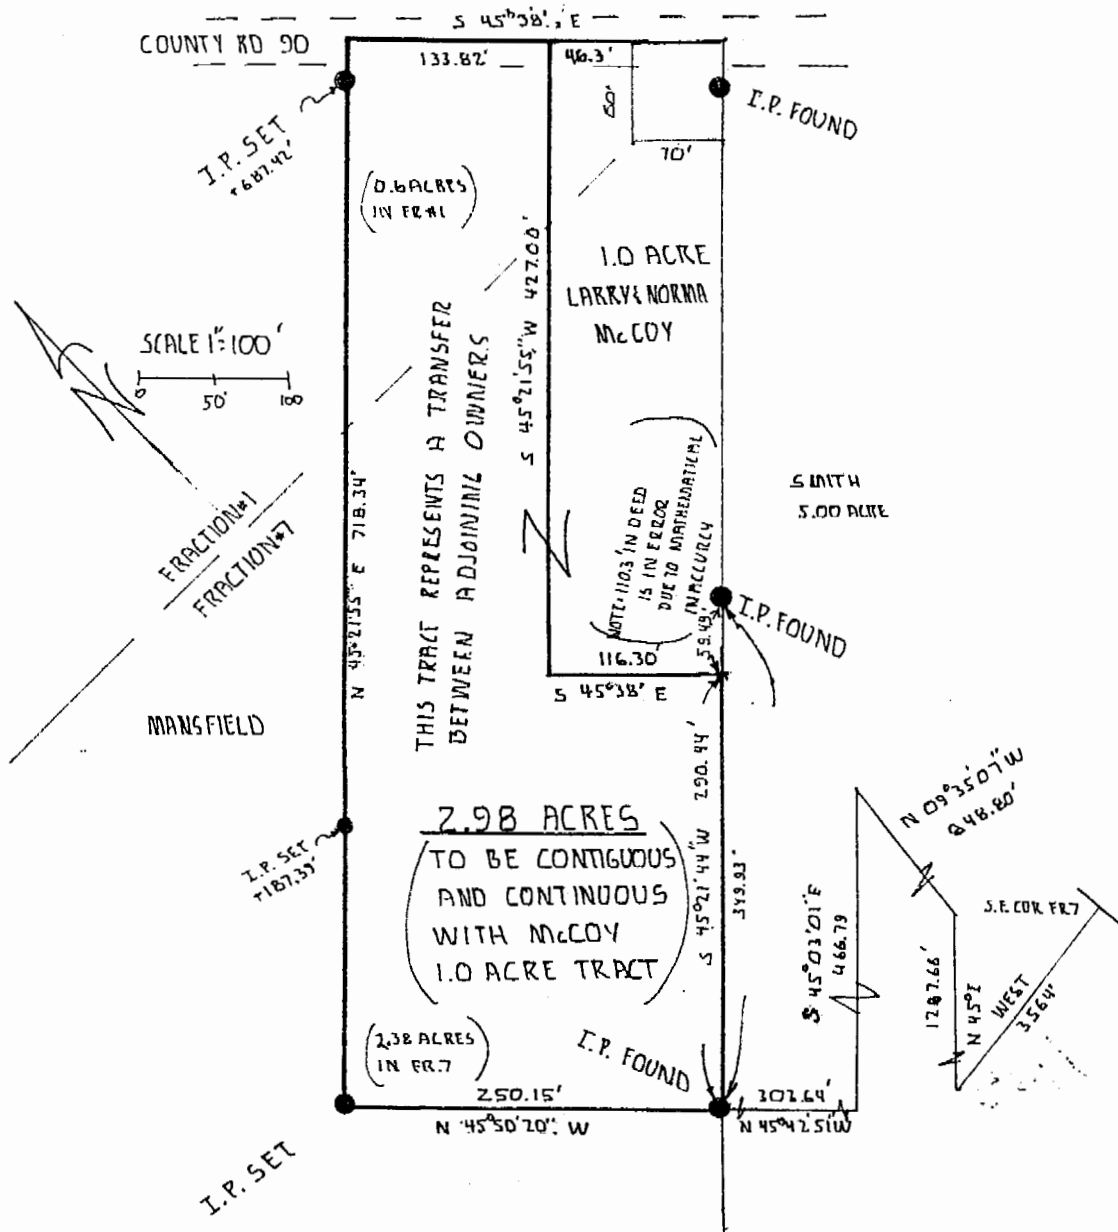 S 45° 38', E
COUNTY RD 90
133.82'
46.3'
60'
70'
I.P. SET
+687.42'
I.P. FOUND
(0.6 ACRES
IN FR#1)
1.0 ACRE
LARRY & NORMA
McCOY
S 45°21'55" W 427.00'
SCALE 1"=100'
0 50' 100
THIS TRACT REPRESENTS A TRANSFER
BETWEEN ADJOINING OWNERS
N 45°21'55" E 718.34'
FRACTION#1
FRACTION#7
(NOTE: 110.3' IN DEED
IS IN ERROR
DUE TO MATHEMATICAL
INACCURCY)
SMITH
5.00 ACRE
I.P. FOUND
59.49'
116.30'
S 45°38' E
MANSFIELD
I.P. SET
+187.39'
2.98 ACRES
(TO BE CONTIGUOUS
AND CONTINUOUS
WITH McCOY
1.0 ACRE TRACT)
S 45°21'44" W 290.44'
349.93"
N 09°35'07" W
848.80'
S 45°03'01" E
466.79
S.E COR FR7
1287.66'
N 45° E
WEST
3564'
(2.38 ACRES
IN FR.7)
I.P. FOUND
250.15'
N 45°50'20" W
302.64'
N 45°42'51 W
I.P. SET